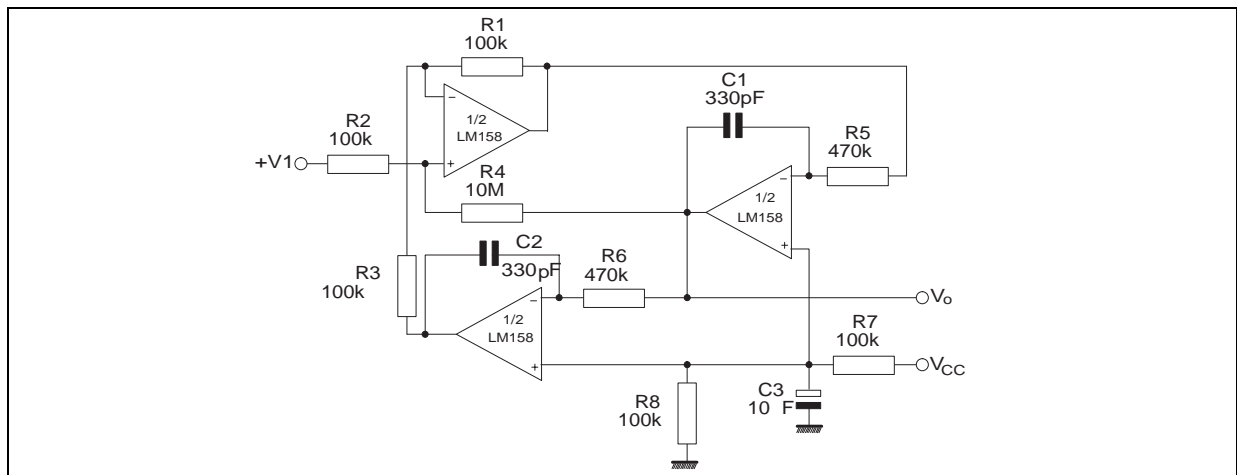 R1
100k
C1
330pF
1/2
LM158
R2
100k
R5
470k
+V1
R4
10M
1/2
LM158
C2
330pF
R6
470k
R3
100k
1/2
LM158
Vₒ
R7
100k
V_CC
C3
10 F
R8
100k
−
+
−
+
−
+